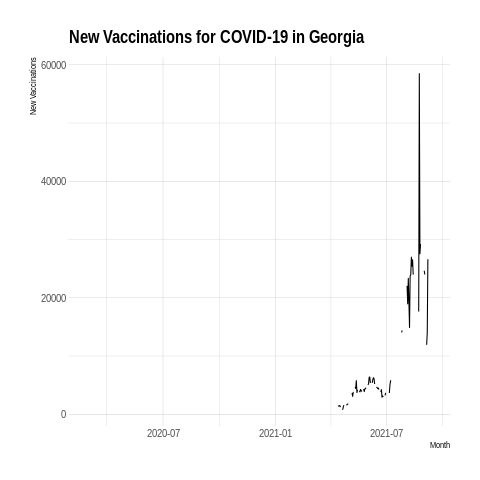 New Vaccinations for COVID-19 in Georgia
New Vaccinations
60000
40000
20000
0
2020-07
2021-01
2021-07
Month